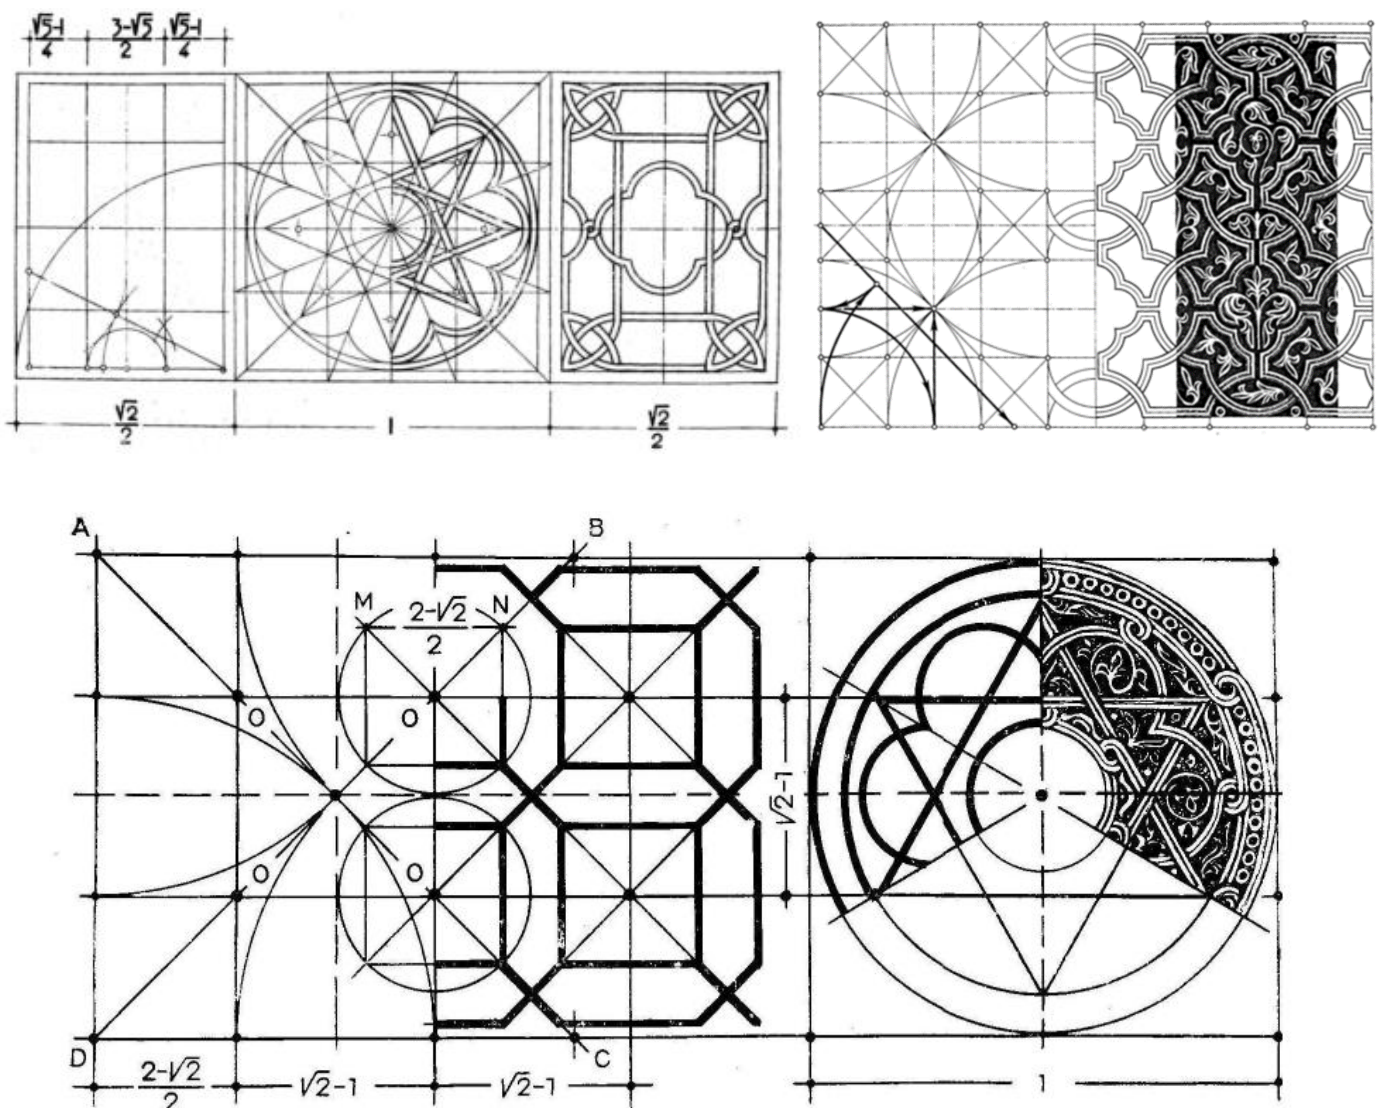 √5-1/4 3-√5/2 √5-1/4
√2/2 1 √2/2
A B
M 2-√2/2 N
O O
√2-1
O O
D C
2-√2/2 √2-1 √2-1 1